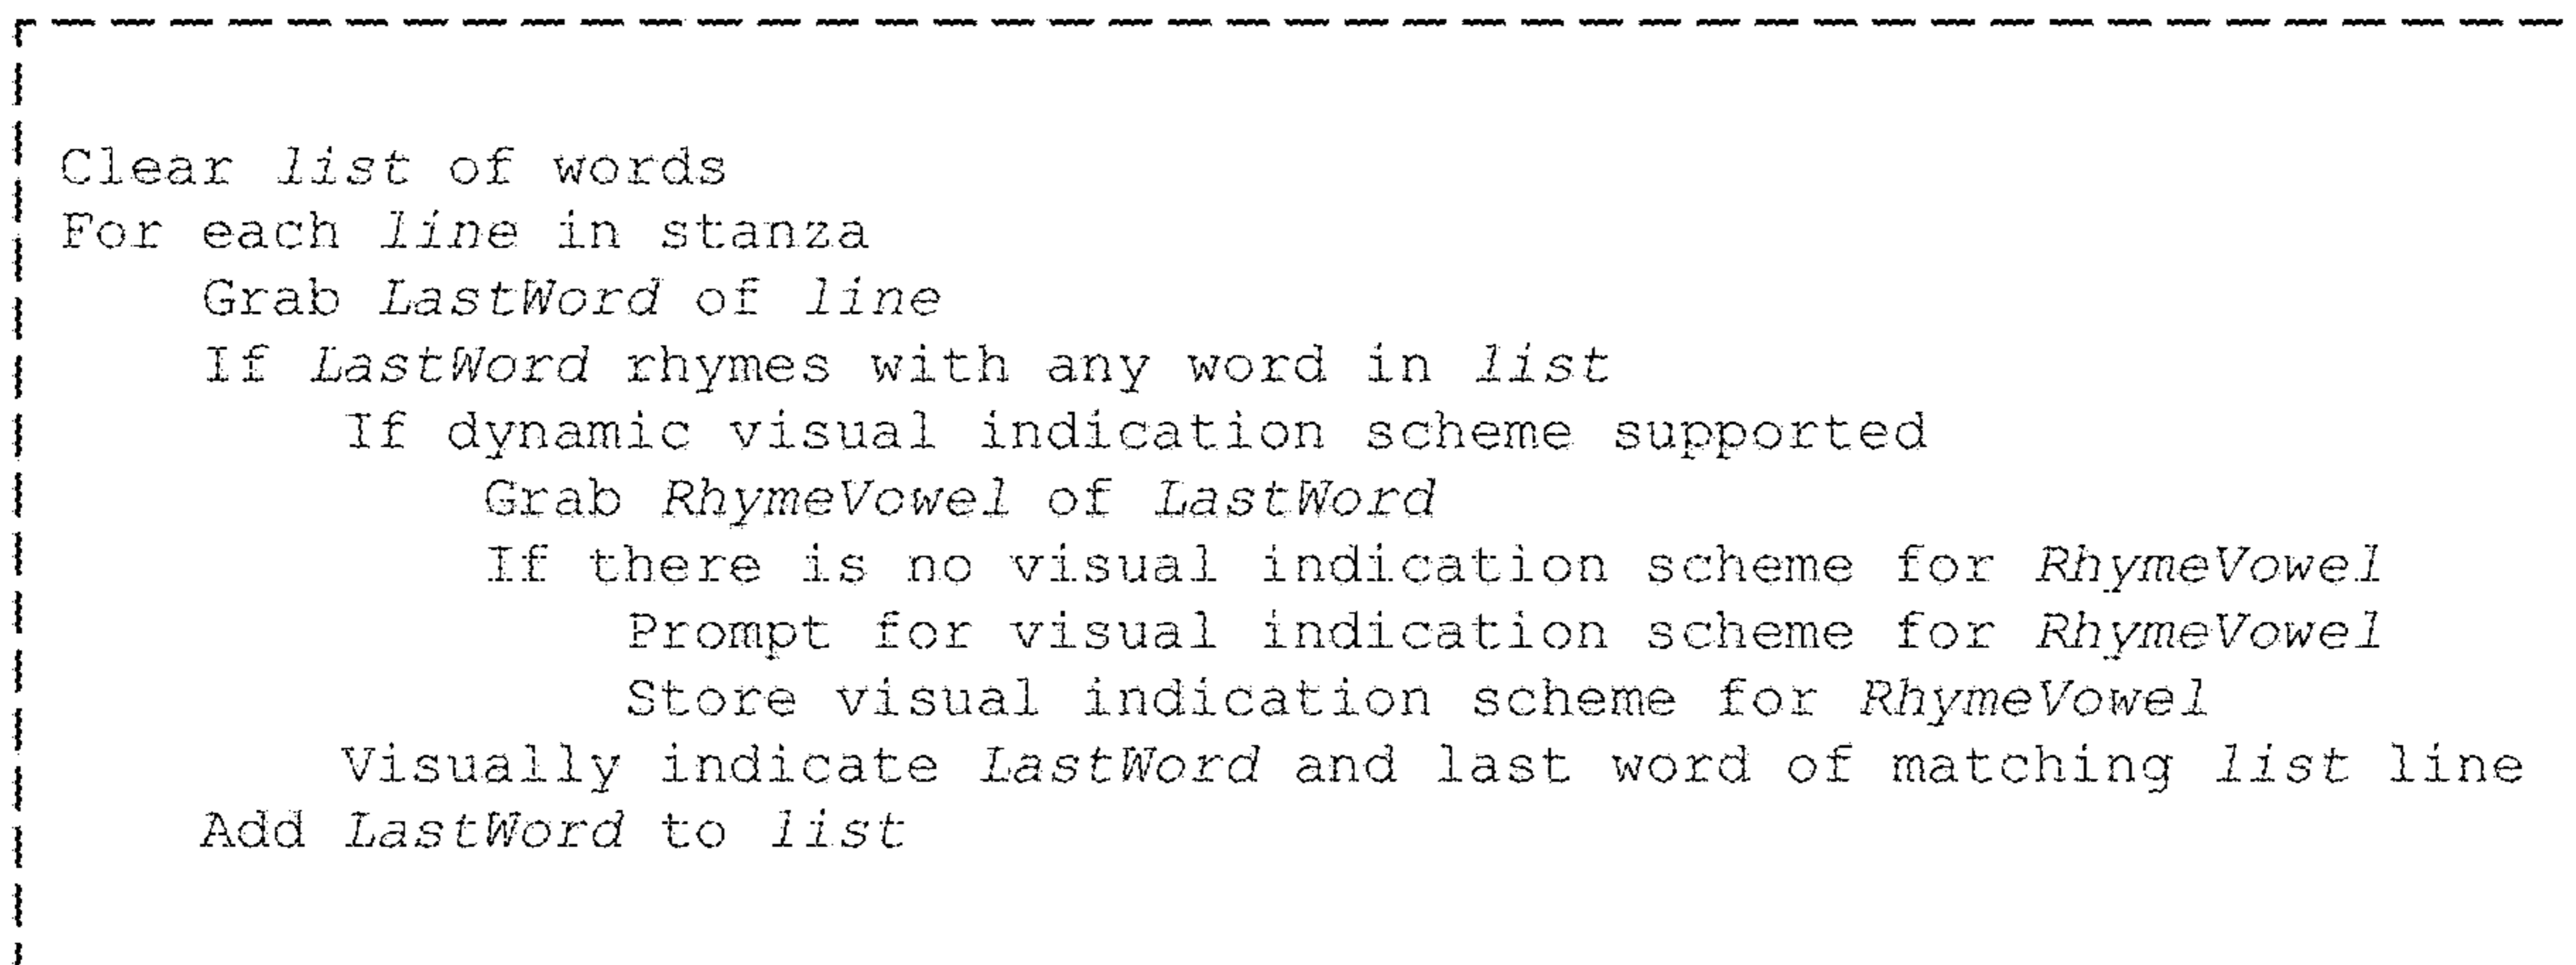 Clear list of words
For each line in stanza
Grab LastWord of line
If LastWord rhymes with any word in list
If dynamic visual indication scheme supported
Grab RhymeVowel of LastWord
If there is no visual indication scheme for RhymeVowel
Prompt for visual indication scheme for RhymeVowel
Store visual indication scheme for RhymeVowel
Visually indicate LastWord and last word of matching list line
Add LastWord to list